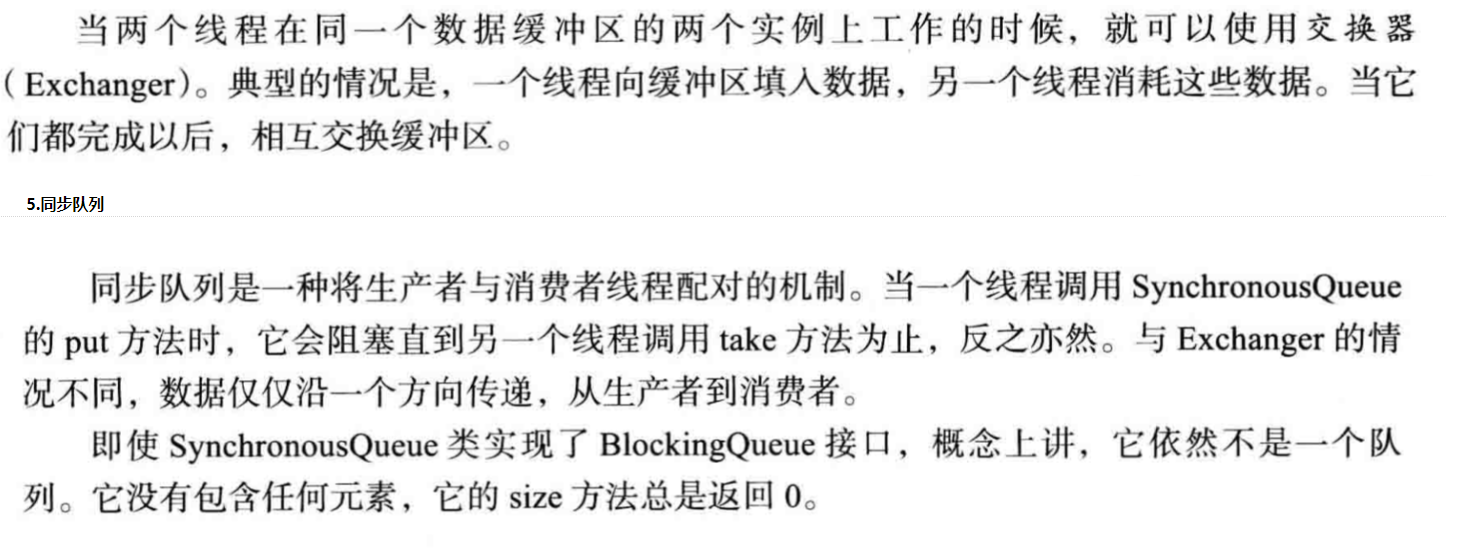 当两个线程在同一个数据缓冲区的两个实例上工作的时候，就可以使用交换器
（Exchanger）。典型的情况是，一个线程向缓冲区填入数据，另一个线程消耗这些数据。当它
们都完成以后，相互交换缓冲区。
5.同步队列
同步队列是一种将生产者与消费者线程配对的机制。当一个线程调用 SynchronousQueue
的 put 方法时，它会阻塞直到另一个线程调用 take 方法为止，反之亦然。与 Exchanger 的情
况不同，数据仅仅沿一个方向传递，从生产者到消费者。
即使 SynchronousQueue 类实现了 BlockingQueue 接口，概念上讲，它依然不是一个队
列。它没有包含任何元素，它的 size 方法总是返回 0。